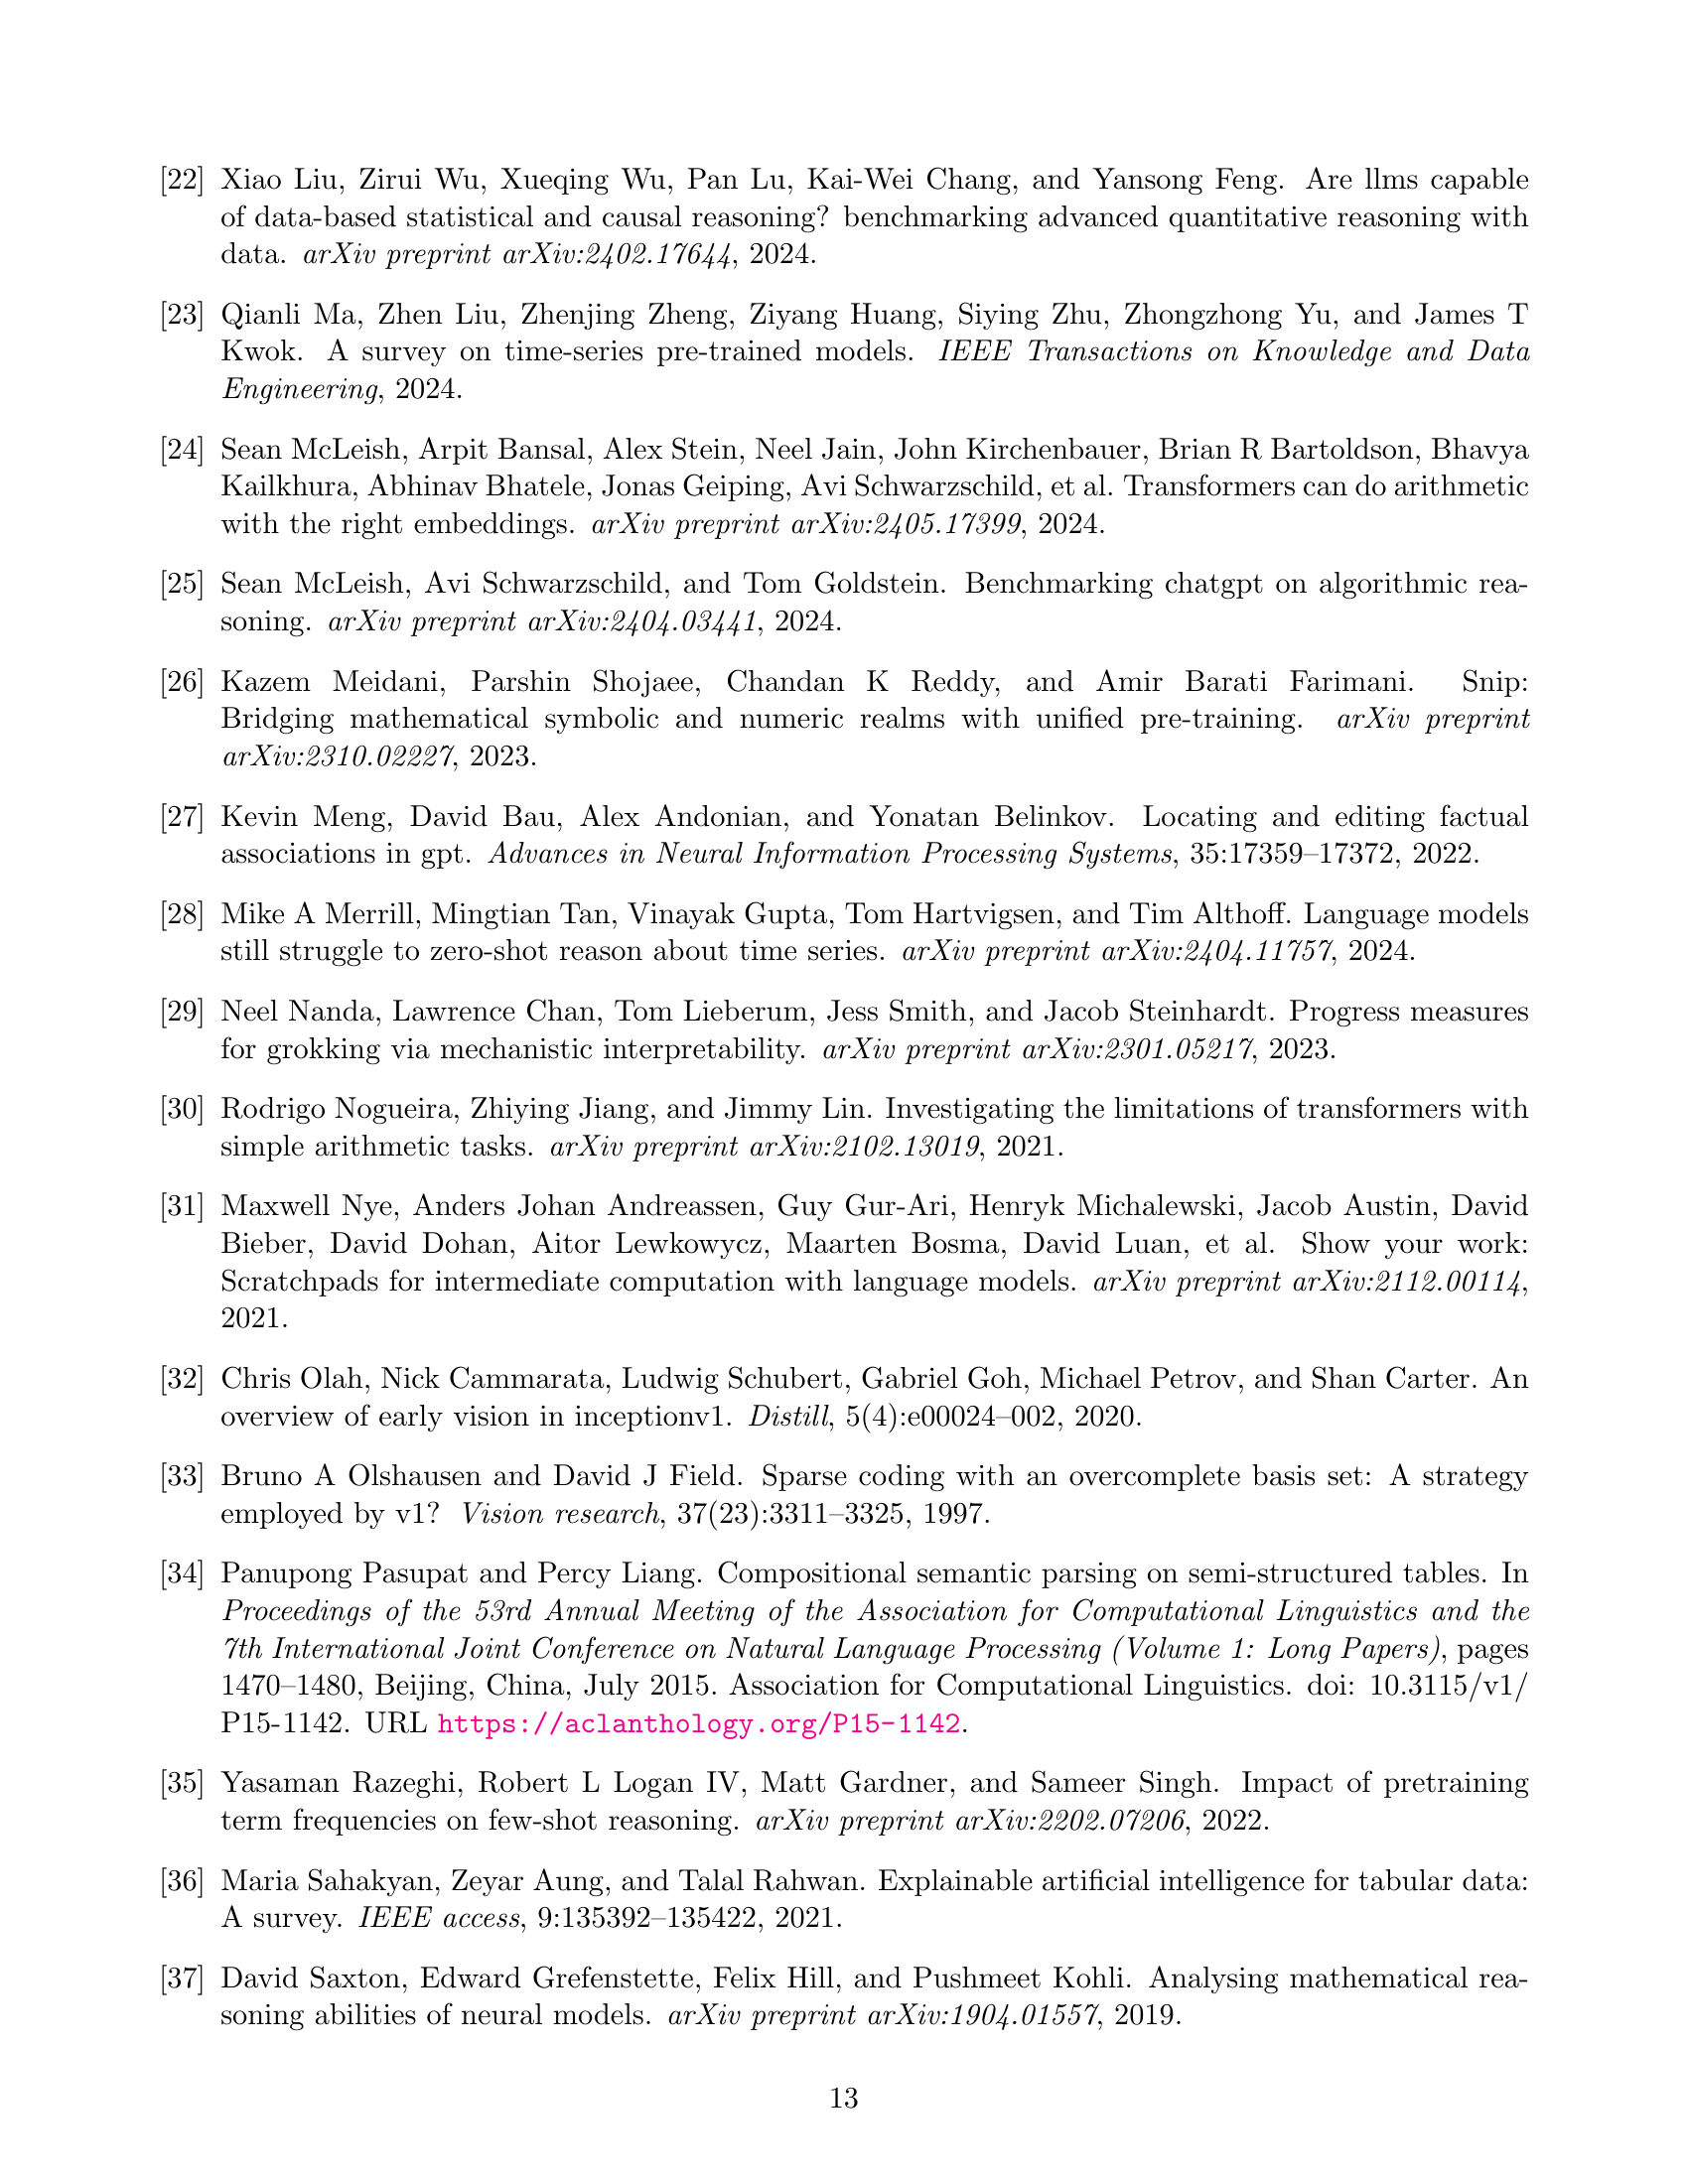 [22] Xiao Liu, Zirui Wu, Xueqing Wu, Pan Lu, Kai-Wei Chang, and Yansong Feng. Are llms capable
of data-based statistical and causal reasoning? benchmarking advanced quantitative reasoning with
data. arXiv preprint arXiv:2402.17644, 2024.
[23] Qianli Ma, Zhen Liu, Zhenjing Zheng, Ziyang Huang, Siying Zhu, Zhongzhong Yu, and James T
Kwok. A survey on time-series pre-trained models. IEEE Transactions on Knowledge and Data
Engineering, 2024.
[24] Sean McLeish, Arpit Bansal, Alex Stein, Neel Jain, John Kirchenbauer, Brian R Bartoldson, Bhavya
Kailkhura, Abhinav Bhatele, Jonas Geiping, Avi Schwarzschild, et al. Transformers can do arithmetic
with the right embeddings. arXiv preprint arXiv:2405.17399, 2024.
[25] Sean McLeish, Avi Schwarzschild, and Tom Goldstein. Benchmarking chatgpt on algorithmic rea-
soning. arXiv preprint arXiv:2404.03441, 2024.
[26] Kazem Meidani, Parshin Shojaee, Chandan K Reddy, and Amir Barati Farimani. Snip:
Bridging mathematical symbolic and numeric realms with unified pre-training. arXiv preprint
arXiv:2310.02227, 2023.
[27] Kevin Meng, David Bau, Alex Andonian, and Yonatan Belinkov. Locating and editing factual
associations in gpt. Advances in Neural Information Processing Systems, 35:17359–17372, 2022.
[28] Mike A Merrill, Mingtian Tan, Vinayak Gupta, Tom Hartvigsen, and Tim Althoff. Language models
still struggle to zero-shot reason about time series. arXiv preprint arXiv:2404.11757, 2024.
[29] Neel Nanda, Lawrence Chan, Tom Lieberum, Jess Smith, and Jacob Steinhardt. Progress measures
for grokking via mechanistic interpretability. arXiv preprint arXiv:2301.05217, 2023.
[30] Rodrigo Nogueira, Zhiying Jiang, and Jimmy Lin. Investigating the limitations of transformers with
simple arithmetic tasks. arXiv preprint arXiv:2102.13019, 2021.
[31] Maxwell Nye, Anders Johan Andreassen, Guy Gur-Ari, Henryk Michalewski, Jacob Austin, David
Bieber, David Dohan, Aitor Lewkowycz, Maarten Bosma, David Luan, et al. Show your work:
Scratchpads for intermediate computation with language models. arXiv preprint arXiv:2112.00114,
2021.
[32] Chris Olah, Nick Cammarata, Ludwig Schubert, Gabriel Goh, Michael Petrov, and Shan Carter. An
overview of early vision in inceptionv1. Distill, 5(4):e00024–002, 2020.
[33] Bruno A Olshausen and David J Field. Sparse coding with an overcomplete basis set: A strategy
employed by v1? Vision research, 37(23):3311–3325, 1997.
[34] Panupong Pasupat and Percy Liang. Compositional semantic parsing on semi-structured tables. In
Proceedings of the 53rd Annual Meeting of the Association for Computational Linguistics and the
7th International Joint Conference on Natural Language Processing (Volume 1: Long Papers), pages
1470–1480, Beijing, China, July 2015. Association for Computational Linguistics. doi: 10.3115/v1/
P15-1142. URL https://aclanthology.org/P15-1142.
[35] Yasaman Razeghi, Robert L Logan IV, Matt Gardner, and Sameer Singh. Impact of pretraining
term frequencies on few-shot reasoning. arXiv preprint arXiv:2202.07206, 2022.
[36] Maria Sahakyan, Zeyar Aung, and Talal Rahwan. Explainable artificial intelligence for tabular data:
A survey. IEEE access, 9:135392–135422, 2021.
[37] David Saxton, Edward Grefenstette, Felix Hill, and Pushmeet Kohli. Analysing mathematical rea-
soning abilities of neural models. arXiv preprint arXiv:1904.01557, 2019.
13